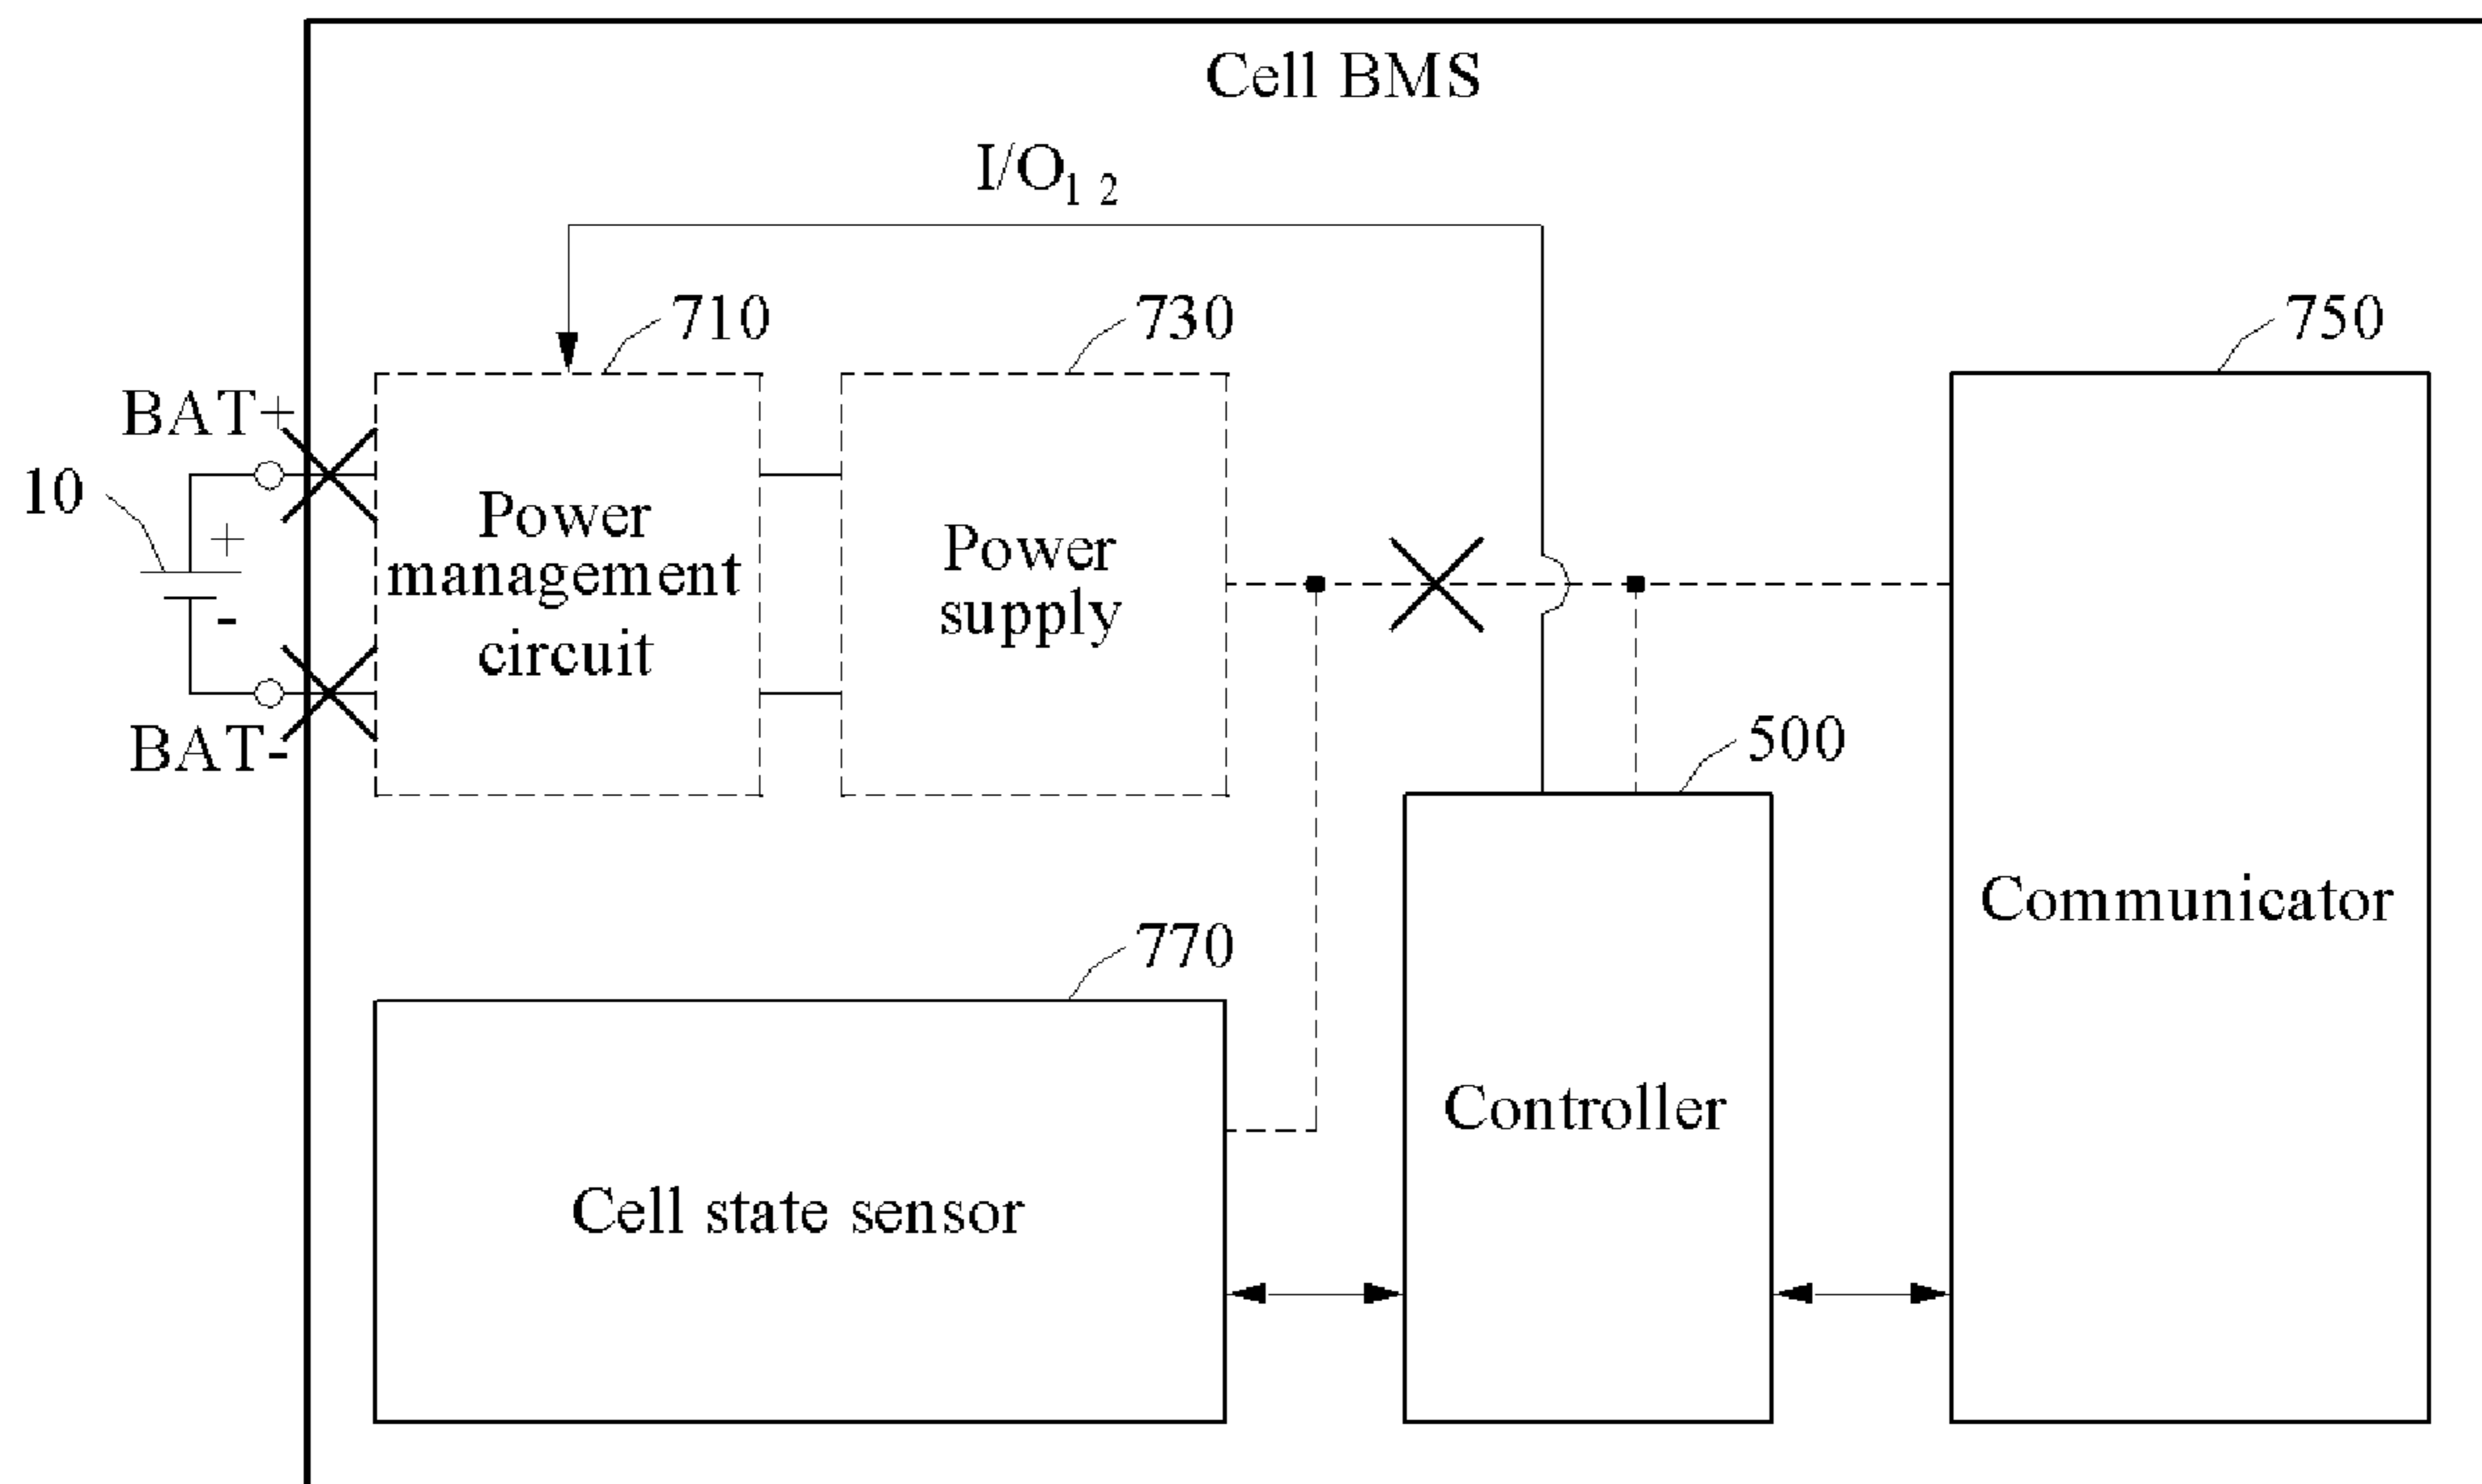 Cell BMS
I/O1 2
710
730
750
BAT+
10
+
-
BAT-
Power
management
circuit
Power
supply
500
770
Communicator
Controller
Cell state sensor